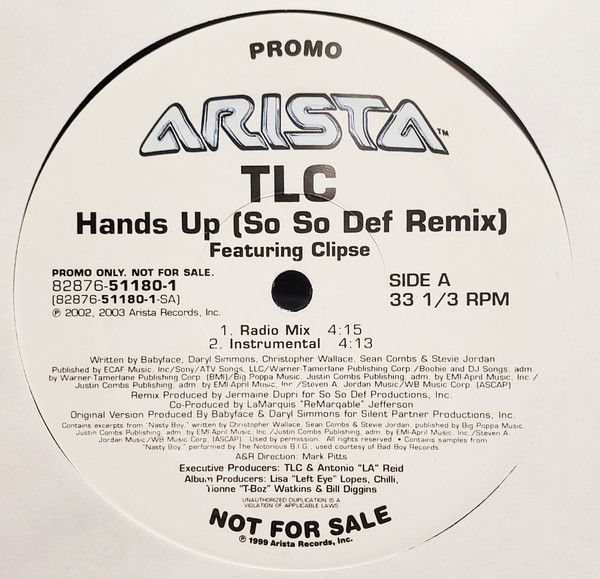 PROMO
ARISTA™
TLC
Hands Up (So So Def Remix)
Featuring Clipse
PROMO ONLY. NOT FOR SALE.
82876-51180-1
(82876-51180-1-SA)
℗ 2002, 2003 Arista Records, Inc.
SIDE A
33 1/3 RPM
1. Radio Mix 4:15
2. Instrumental 4:13
Written by Babyface, Daryl Simmons, Christopher Wallace, Sean Combs & Stevie Jordan
Published by ECAF Music, Inc/Sony/ATV Songs, LLC/Warner-Tamerlane Publishing Corp./Boobie and DJ Songs, adm
by Warner-Tamerlane Publishing Corp. (BMI)/Big Poppa Music, Justin Combs Publishing, adm. by EMI-April Music, Inc./
Justin Combs Publishing, adm. by EMI-April Music, Inc./Steven A. Jordan Music/WB Music Corp. (ASCAP)
Remix Produced by Jermaine Dupri for So So Def Productions, Inc.
Co-Produced by LaMarquis "ReMarqable" Jefferson
Original Version Produced By Babyface & Daryl Simmons for Silent Partner Productions, Inc.
Contains excerpts from "Nasty Boy," written by Christopher Wallace, Sean Combs & Stevie Jordan, published by Big Poppa Music,
Justin Combs Publishing, adm. by EMI-April Music, Inc./Justin Combs Publishing, adm. by EMI-April Music, Inc./Steven A
Jordan Music/WB Music Corp. (ASCAP). Used by permission. All rights reserved. • Contains samples from
"Nasty Boy," performed by The Notorious B.I.G., used courtesy of Bad Boy Records.
A&R Direction: Mark Pitts
Executive Producers: TLC & Antonio "LA" Reid
Album Producers: Lisa "Left Eye" Lopes, Chilli,
Tionne "T-Boz" Watkins & Bill Diggins
UNAUTHORIZED DUPLICATION IS A
VIOLATION OF APPLICABLE LAWS
NOT FOR SALE
℗ 1999 Arista Records, Inc.